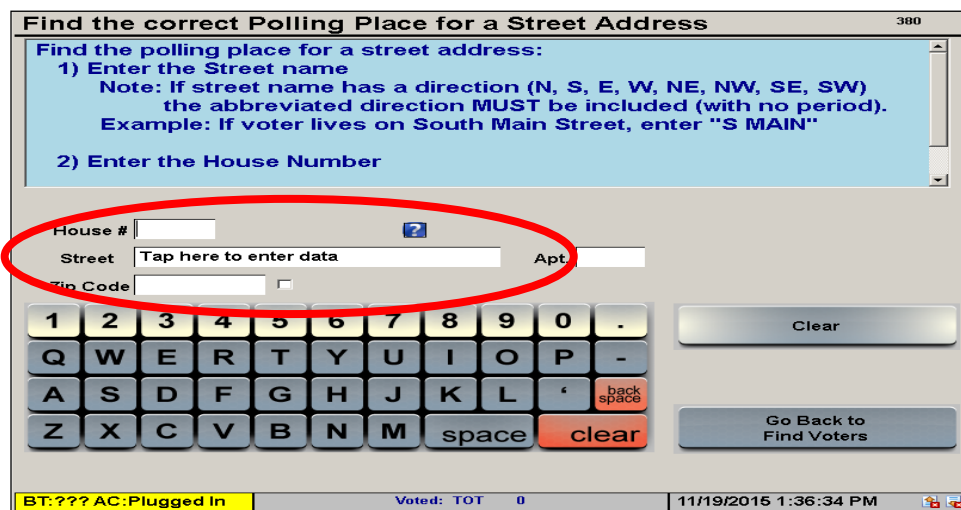 Find the correct Polling Place for a Street Address 380
Find the polling place for a street address:
1) Enter the Street name
Note: If street name has a direction (N, S, E, W, NE, NW, SE, SW)
the abbreviated direction MUST be included (with no period).
Example: If voter lives on South Main Street, enter "S MAIN"
2) Enter the House Number
House # ?
Street Tap here to enter data Apt.
Zip Code
1 2 3 4 5 6 7 8 9 0 .
Clear
Q W E R T Y U I O P -
A S D F G H J K L ‘ back space
Z X C V B N M space clear
Go Back to
Find Voters
BT:??? AC:Plugged In Voted: TOT 0 11/19/2015 1:36:34 PM